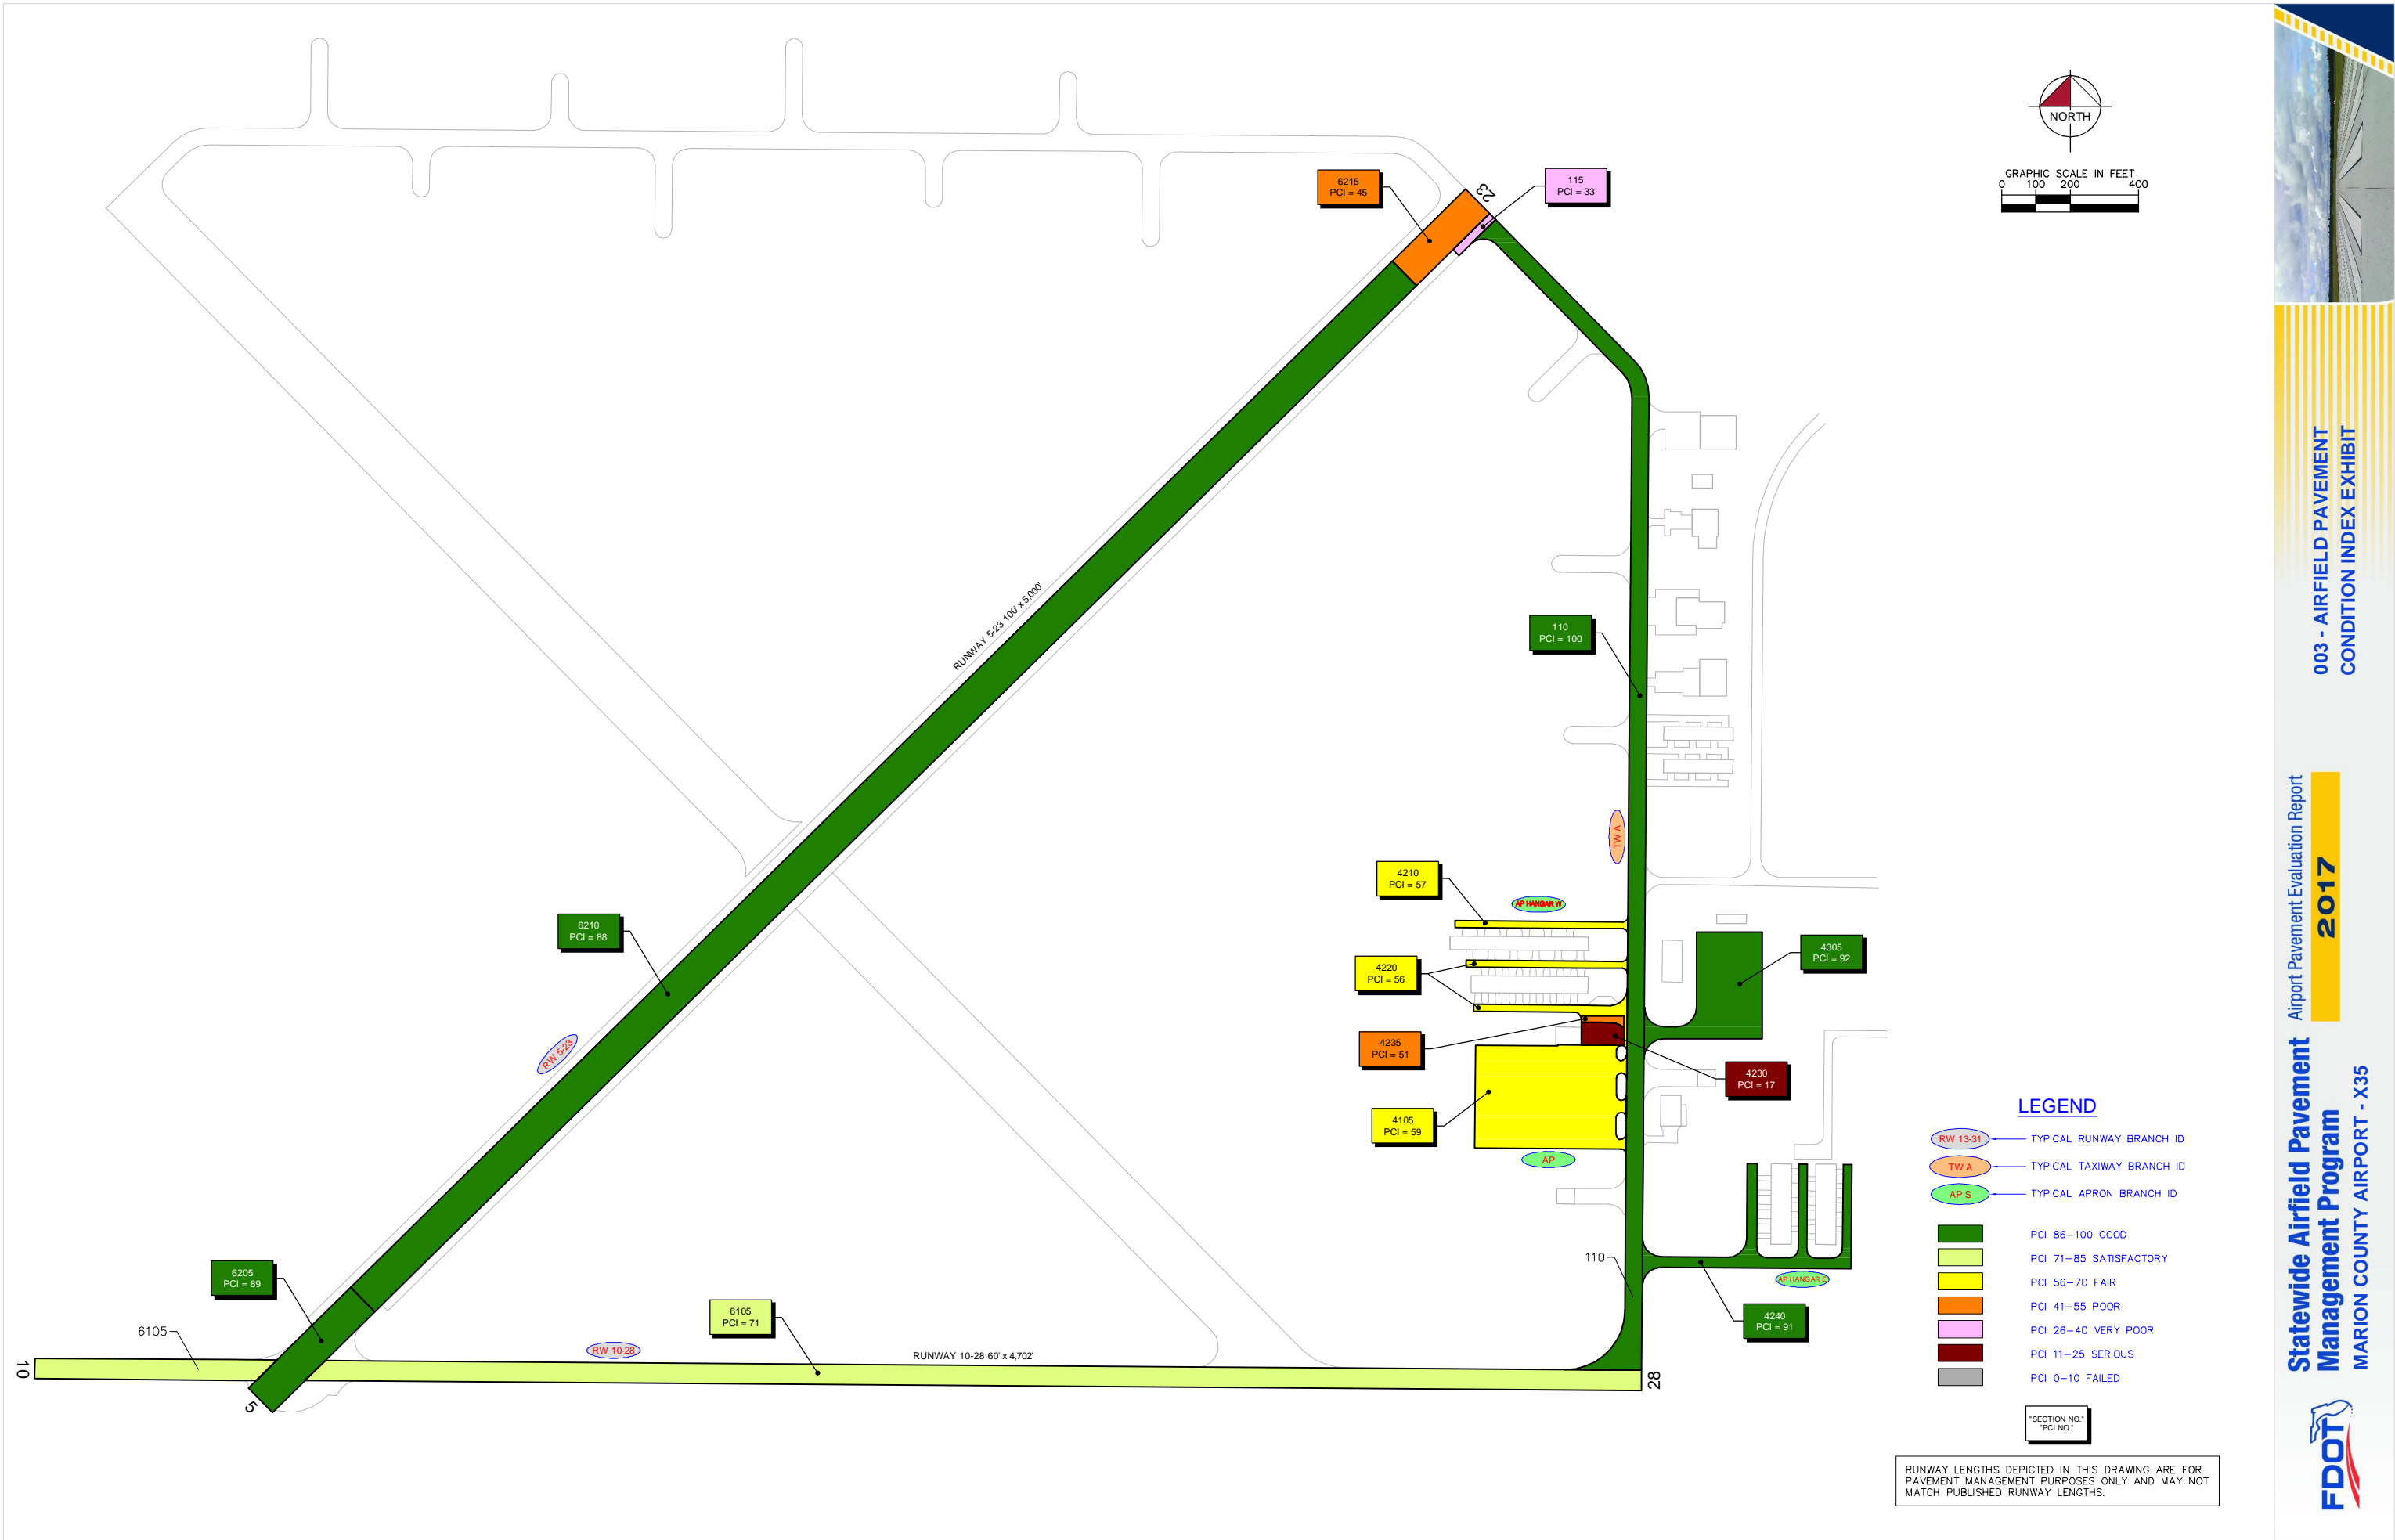 6215
PCI = 45
23
115
PCI = 33
NORTH
GRAPHIC SCALE IN FEET
0 100 200 400
RUNWAY 5-23 100' x 5,000'
110
PCI = 100
TW A
4210
PCI = 57
AP HANGAR W
6210
PCI = 88
4220
PCI = 56
4305
PCI = 92
RW 5-23
4235
PCI = 51
4230
PCI = 17
4105
PCI = 59
AP
6205
PCI = 89
110
6105
6105
PCI = 71
AP HANGAR E
4240
PCI = 91
10
RW 10-28
RUNWAY 10-28 60' x 4,702'
28
5
LEGEND
RW 13-31 TYPICAL RUNWAY BRANCH ID
TW A TYPICAL TAXIWAY BRANCH ID
AP S TYPICAL APRON BRANCH ID
PCI 86-100 GOOD
PCI 71-85 SATISFACTORY
PCI 56-70 FAIR
PCI 41-55 POOR
PCI 26-40 VERY POOR
PCI 11-25 SERIOUS
PCI 0-10 FAILED
"SECTION NO."
"PCI NO."
RUNWAY LENGTHS DEPICTED IN THIS DRAWING ARE FOR
PAVEMENT MANAGEMENT PURPOSES ONLY AND MAY NOT
MATCH PUBLISHED RUNWAY LENGTHS.
FDOT
Statewide Airfield Pavement
Management Program
MARION COUNTY AIRPORT - X35
Airport Pavement Evaluation Report
2017
003 - AIRFIELD PAVEMENT
CONDITION INDEX EXHIBIT